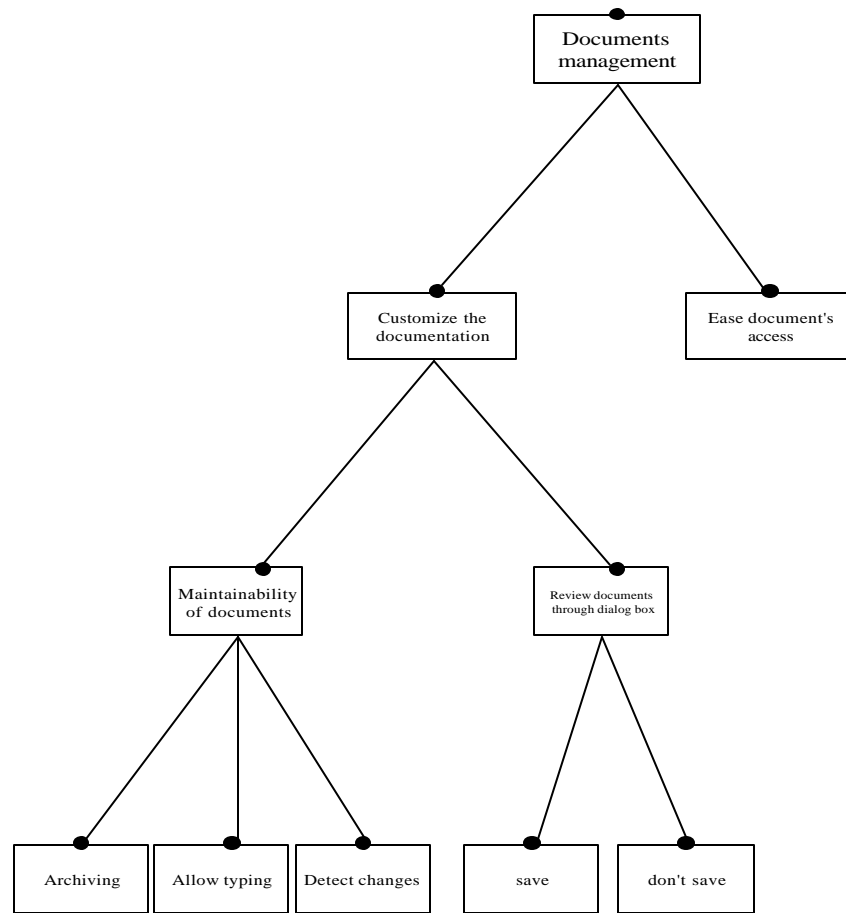 Documents
management
Customize the
documentation
Ease document's
access
Maintainability
of documents
Review documents
through dialog box
Archiving
Allow typing
Detect changes
save
don't save